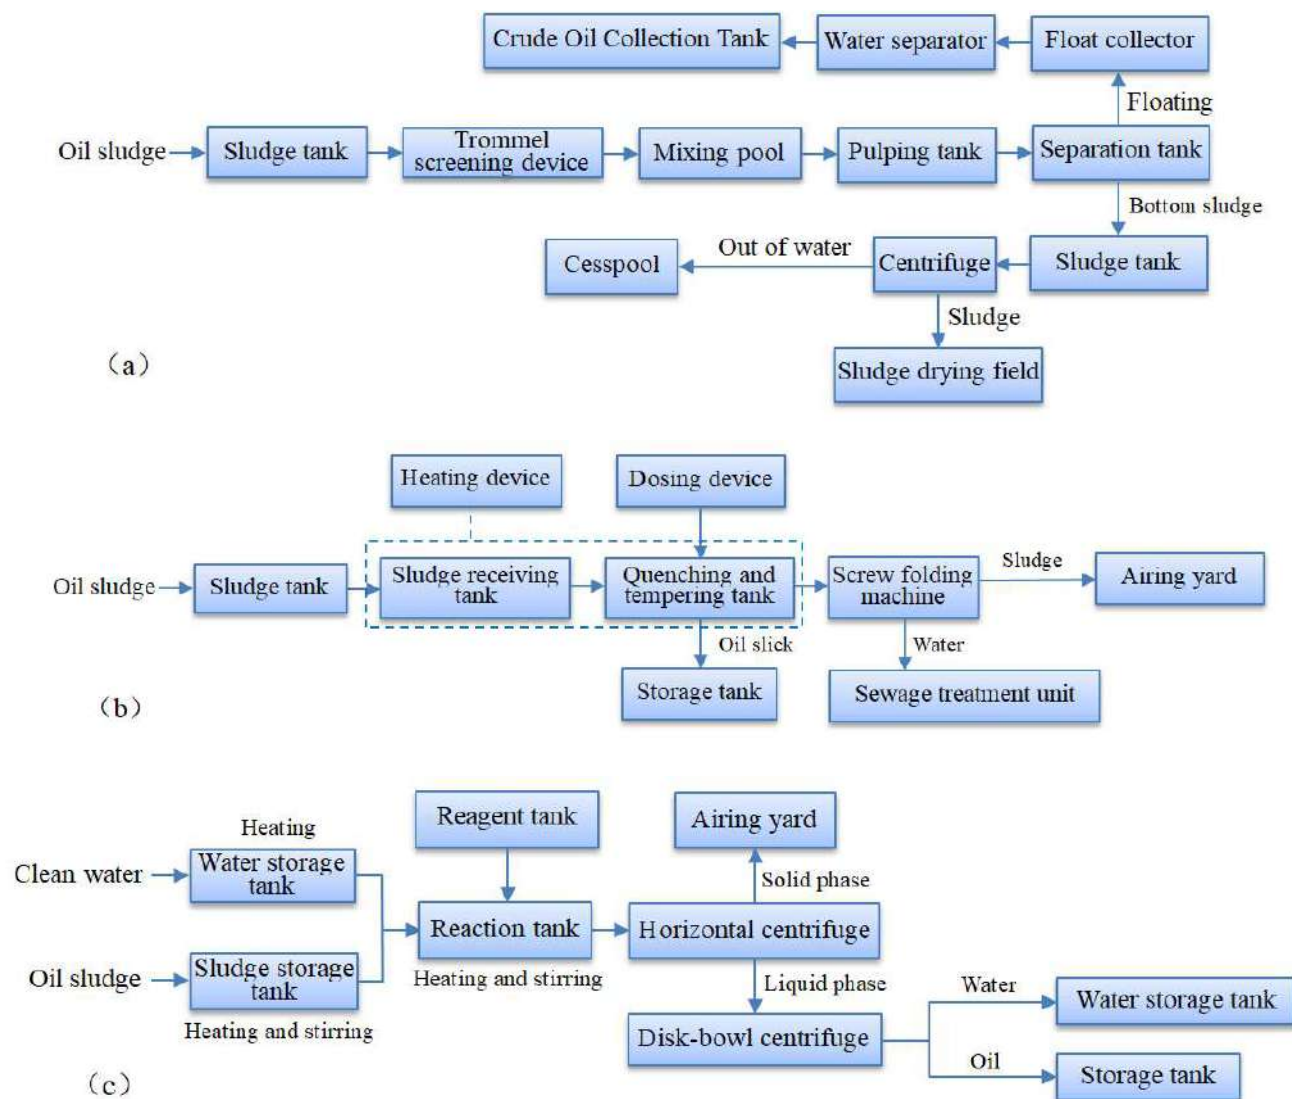 Crude Oil Collection Tank
Water separator
Float collector
Floating
Oil sludge
Sludge tank
Trommel
screening device
Mixing pool
Pulping tank
Separation tank
Bottom sludge
Cesspool
Out of water
Centrifuge
Sludge tank
Sludge
Sludge drying field
(a)
Heating device
Dosing device
Oil sludge
Sludge tank
Sludge receiving
tank
Quenching and
tempering tank
Screw folding
machine
Sludge
Airing yard
Oil slick
Water
Storage tank
Sewage treatment unit
(b)
Reagent tank
Airing yard
Heating
Clean water
Water storage
tank
Solid phase
Reaction tank
Horizontal centrifuge
Heating and stirring
Oil sludge
Sludge storage
tank
Heating and stirring
Liquid phase
Disk-bowl centrifuge
Water
Water storage tank
Oil
Storage tank
(c)